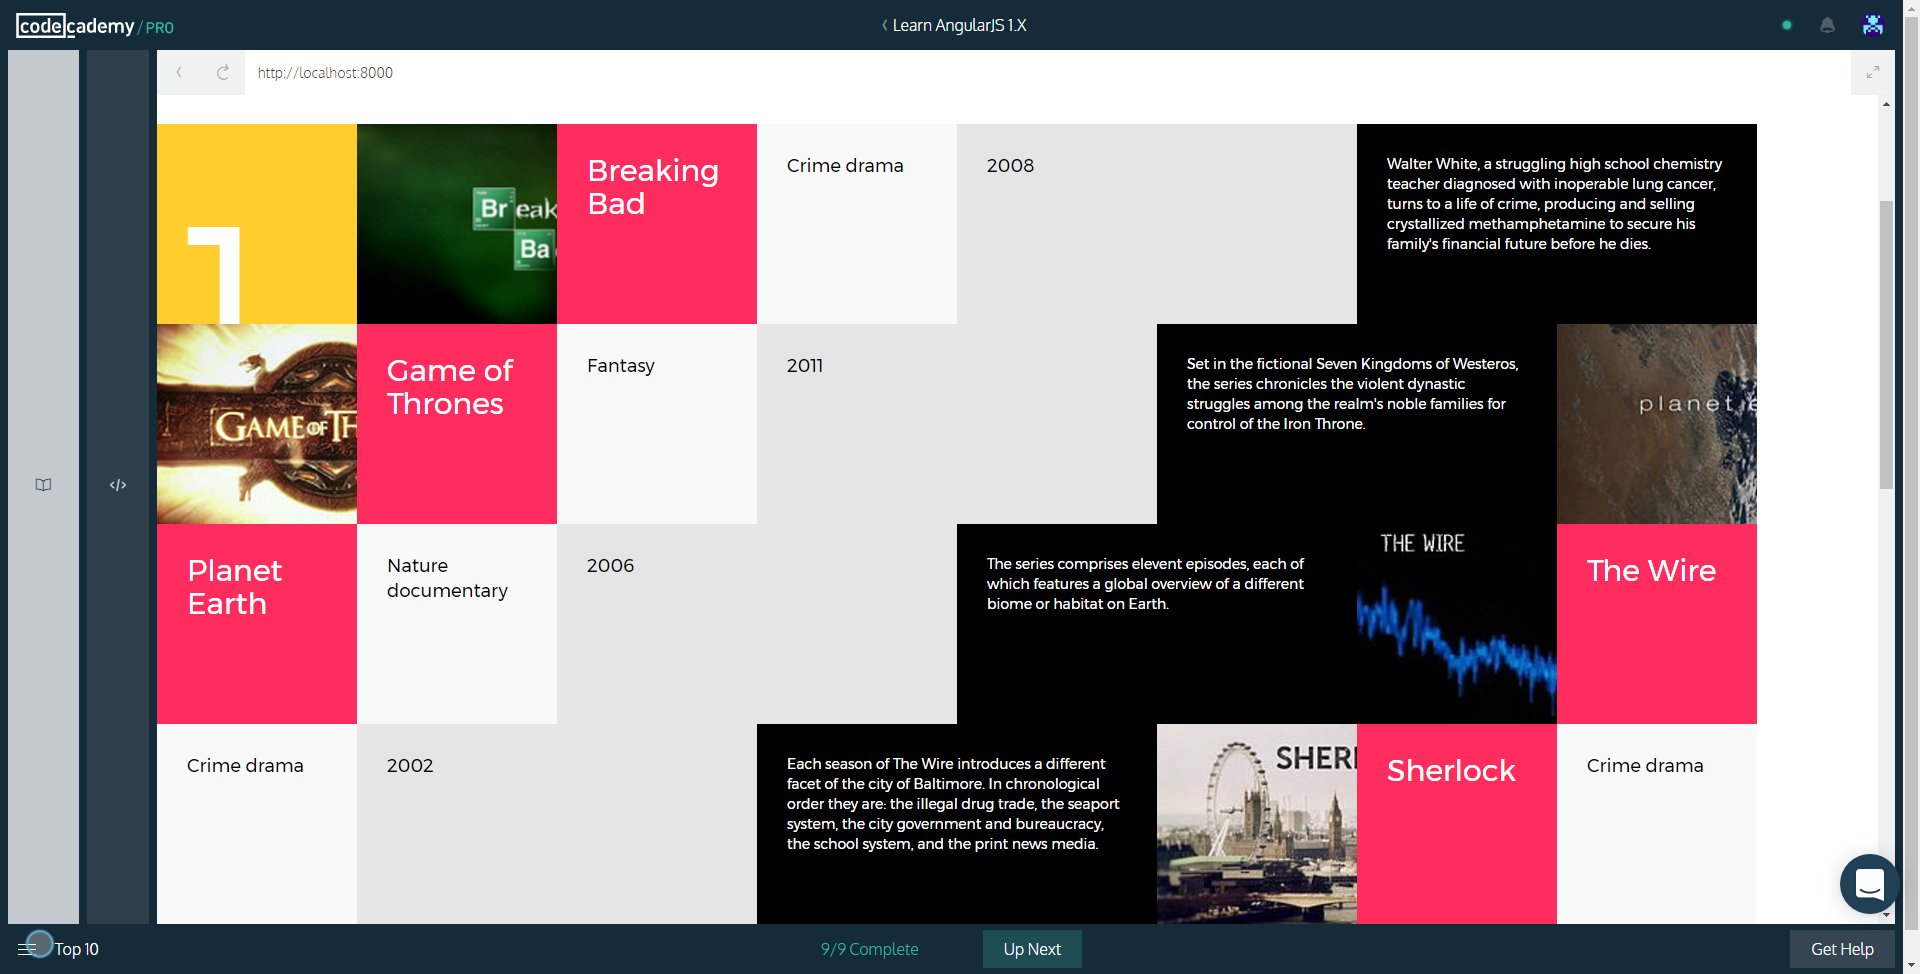 codecademy/PRO
Learn AngularJS 1.X
http://localhost:8000
1
Breaking
Bad
Crime drama
2008
Walter White, a struggling high school chemistry
teacher diagnosed with inoperable lung cancer,
turns to a life of crime, producing and selling
crystallized methamphetamine to secure his
family's financial future before he dies.
Break
Ba
Game of
Thrones
Fantasy
2011
Set in the fictional Seven Kingdoms of Westeros,
the series chronicles the violent dynastic
struggles among the realm's noble families for
control of the Iron Throne.
planet e
GAME OF TH
Planet
Earth
Nature
documentary
2006
The series comprises elevent episodes, each of
which features a global overview of a different
biome or habitat on Earth.
THE WIRE
The Wire
</>
Crime drama
2002
Each season of The Wire introduces a different
facet of the city of Baltimore. In chronological
order they are: the illegal drug trade, the seaport
system, the city government and bureaucracy,
the school system, and the print news media.
SHERL
Sherlock
Crime drama
Top 10
9/9 Complete
Up Next
Get Help